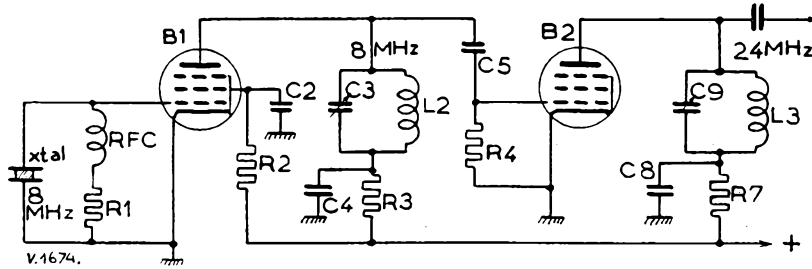 B1
8 MHz
B2
24MHz
C5
C2
C3
L2
C9
L3
xtal
RFC
8
MHz
R1
R2
C4
R3
R4
C8
R7
+
V.1674.